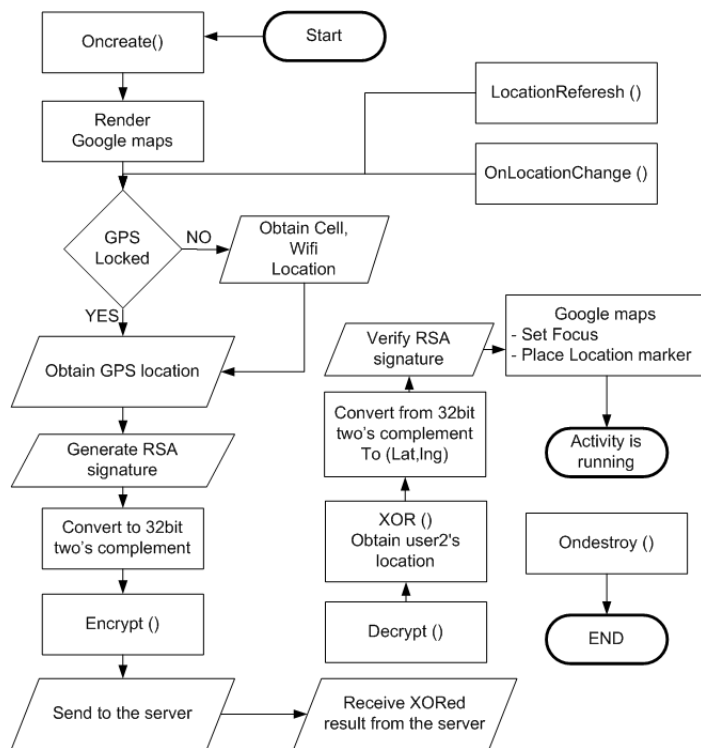 Oncreate()
Start
Render
Google maps
LocationReferesh ()
OnLocationChange ()
GPS
Locked
NO
Obtain Cell,
Wifi
Location
YES
Obtain GPS location
Generate RSA
signature
Convert to 32bit
two's complement
Encrypt ()
Send to the server
Receive XORed
result from the server
Decrypt ()
XOR ()
Obtain user2's
location
Convert from 32bit
two's complement
To (Lat,lng)
Verify RSA
signature
Google maps
- Set Focus
- Place Location marker
Activity is
running
Ondestroy ()
END